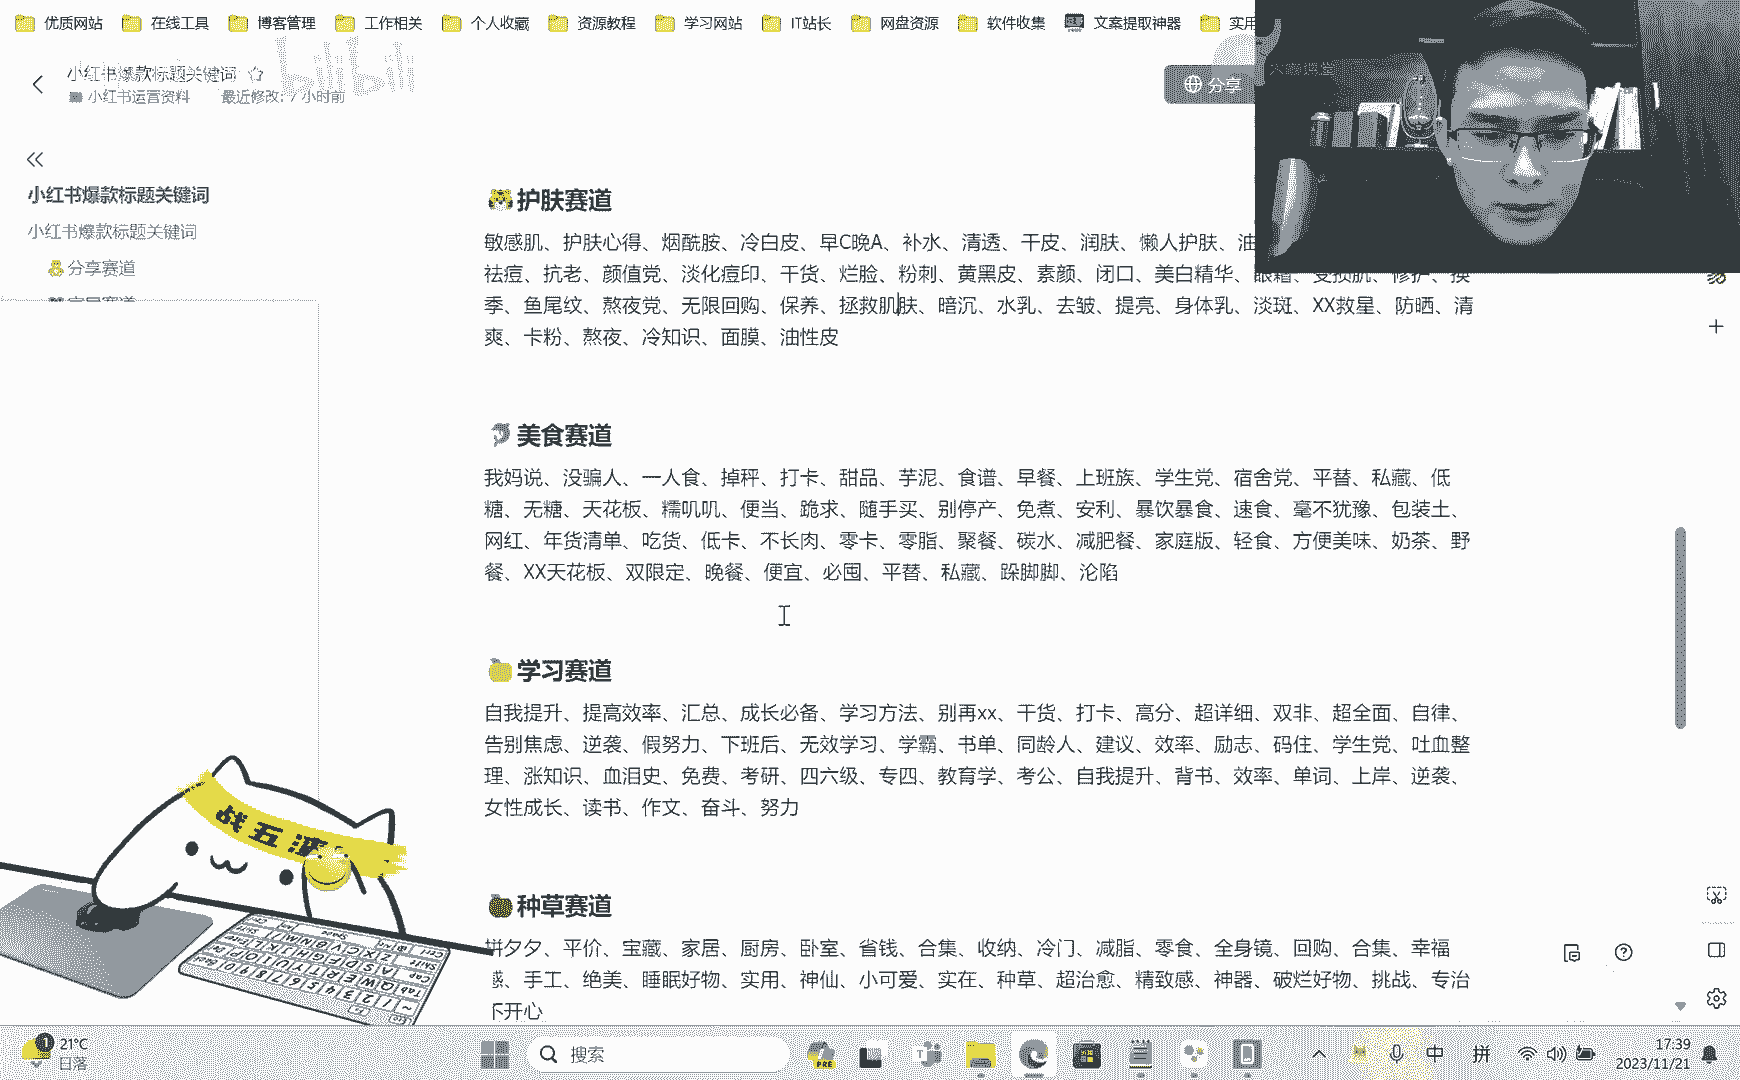 优质网站 在线工具 博客管理 工作相关 个人收藏 资源教程 学习网站 IT站长 网盘资源 软件收集 文案提取神器 实用
小红书爆款标题关键词
bilibili
小红书运营资料 最近修改: 7 小时前
分享
小红书爆款标题关键词
小红书爆款标题关键词
分享赛道
护肤赛道
敏感肌、护肤心得、烟酰胺、冷白皮、早C晚A、补水、清透、干皮、润肤、懒人护肤、油
祛痘、抗老、颜值党、淡化痘印、干货、烂脸、粉刺、黄黑皮、素颜、闭口、美白精华、眼霜、受损肌、修护、换
季、鱼尾纹、熬夜党、无限回购、保养、拯救肌肤、暗沉、水乳、去皱、提亮、身体乳、淡斑、XX救星、防晒、清
爽、卡粉、熬夜、冷知识、面膜、油性皮
美食赛道
我妈说、没骗人、一人食、掉秤、打卡、甜品、芋泥、食谱、早餐、上班族、学生党、宿舍党、平替、私藏、低
糖、无糖、天花板、糯叽叽、便当、跪求、随手买、别停产、免煮、安利、暴饮暴食、速食、毫不犹豫、包装土、
网红、年货清单、吃货、低卡、不长肉、零卡、零脂、聚餐、碳水、减肥餐、家庭版、轻食、方便美味、奶茶、野
餐、XX天花板、双限定、晚餐、便宜、必囤、平替、私藏、跺脚脚、沦陷
学习赛道
自我提升、提高效率、汇总、成长必备、学习方法、别再xx、干货、打卡、高分、超详细、双非、超全面、自律、
告别焦虑、逆袭、假努力、下班后、无效学习、学霸、书单、同龄人、建议、效率、励志、码住、学生党、吐血整
理、涨知识、血泪史、免费、考研、四六级、专四、教育学、考公、自我提升、背书、效率、单词、上岸、逆袭、
女性成长、读书、作文、奋斗、努力
种草赛道
拼夕夕、平价、宝藏、家居、厨房、卧室、省钱、合集、收纳、冷门、减脂、零食、全身镜、回购、合集、幸福
感、手工、绝美、睡眠好物、实用、神仙、小可爱、实在、种草、超治愈、精致感、神器、破烂好物、挑战、专治
不开心
战五渣
1
21°C
日落
搜索
PRE
中 拼
17:39
2023/11/21